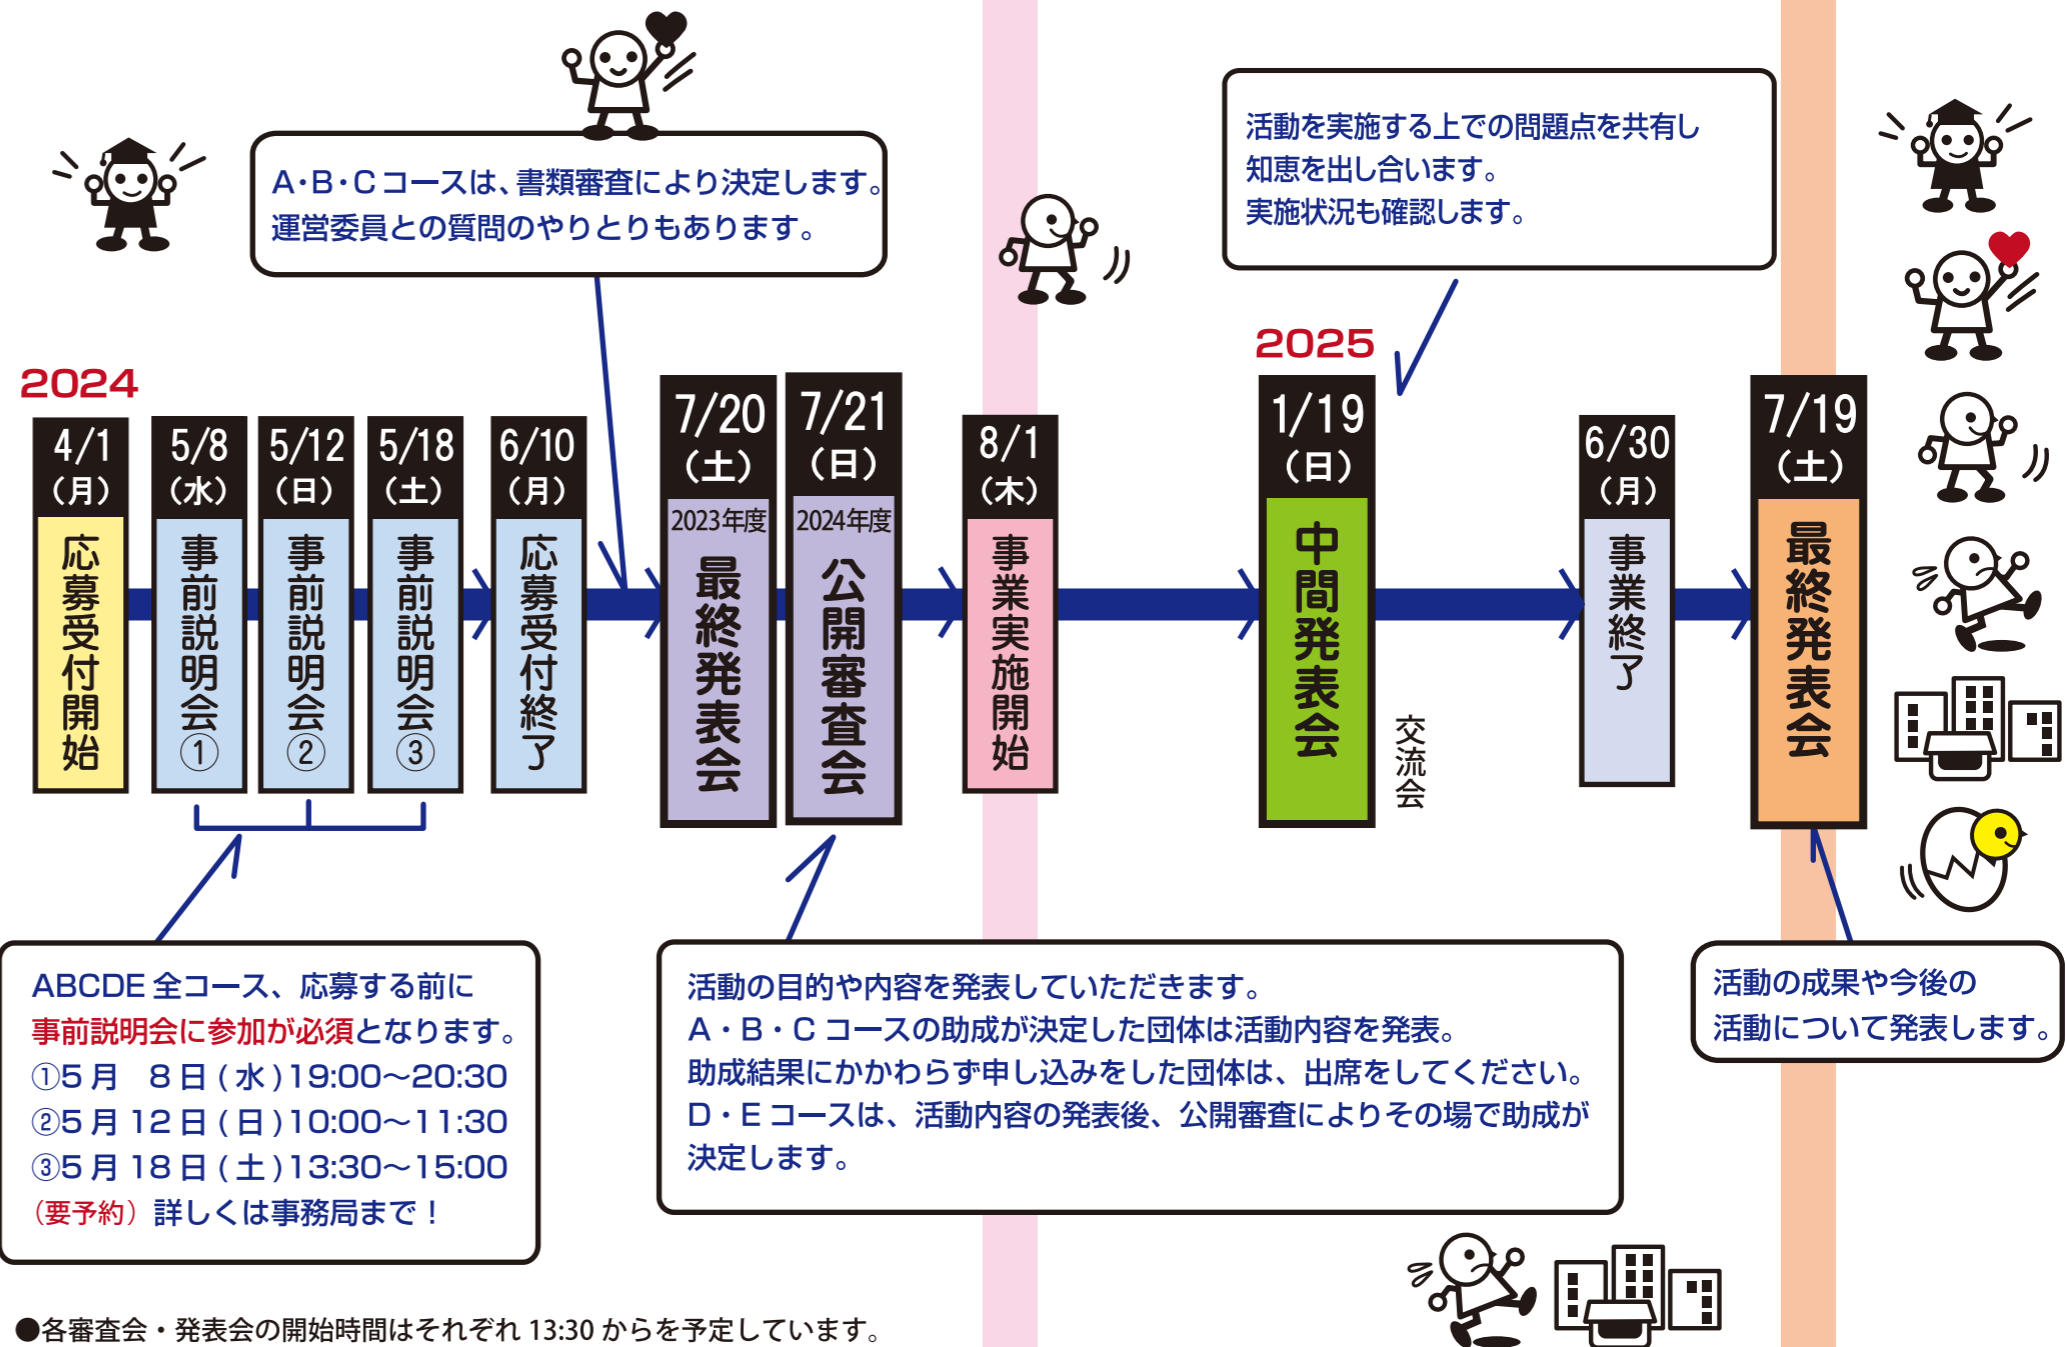 A・B・Cコースは、書類審査により決定します。
運営委員との質問のやりとりもあります。
活動を実施する上での問題点を共有し
知恵を出し合います。
実施状況も確認します。
2024
4/1
（月）
応募受付開始
5/8
（水）
事前説明会①
5/12
（日）
事前説明会②
5/18
（土）
事前説明会③
6/10
（月）
応募受付終了
7/20
（土）
2023年度
最終発表会
7/21
（日）
2024年度
公開審査会
8/1
（木）
事業実施開始
2025
1/19
（日）
中間発表会
交流会
6/30
（月）
事業終了
7/19
（土）
最終発表会
ABCDE 全コース、応募する前に
事前説明会に参加が必須となります。
①5月　8日(水)19:00～20:30
②5月12日(日)10:00～11:30
③5月18日(土)13:30～15:00
（要予約）詳しくは事務局まで！
活動の目的や内容を発表していただきます。
A・B・C コースの助成が決定した団体は活動内容を発表。
助成結果にかかわらず申し込みをした団体は、出席をしてください。
D・E コースは、活動内容の発表後、公開審査によりその場で助成が
決定します。
活動の成果や今後の
活動について発表します。
●各審査会・発表会の開始時間はそれぞれ 13:30 からを予定しています。